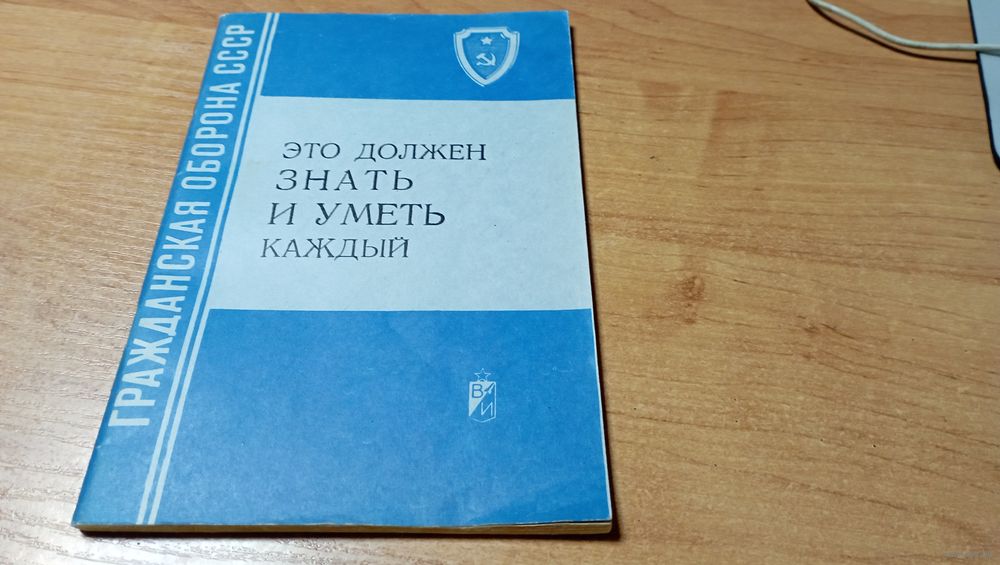 ГРАЖДАНСКАЯ ОБОРОНА СССР
ЭТО ДОЛЖЕН
ЗНАТЬ
И УМЕТЬ
КАЖДЫЙ
В
И